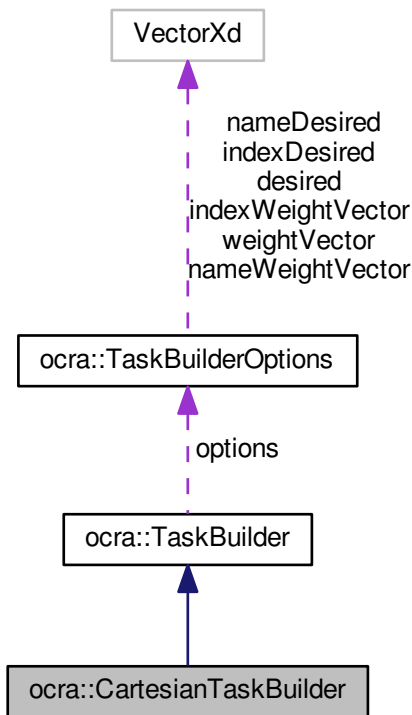 VectorXd
nameDesired
indexDesired
desired
indexWeightVector
weightVector
nameWeightVector
ocra::TaskBuilderOptions
options
ocra::TaskBuilder
ocra::CartesianTaskBuilder